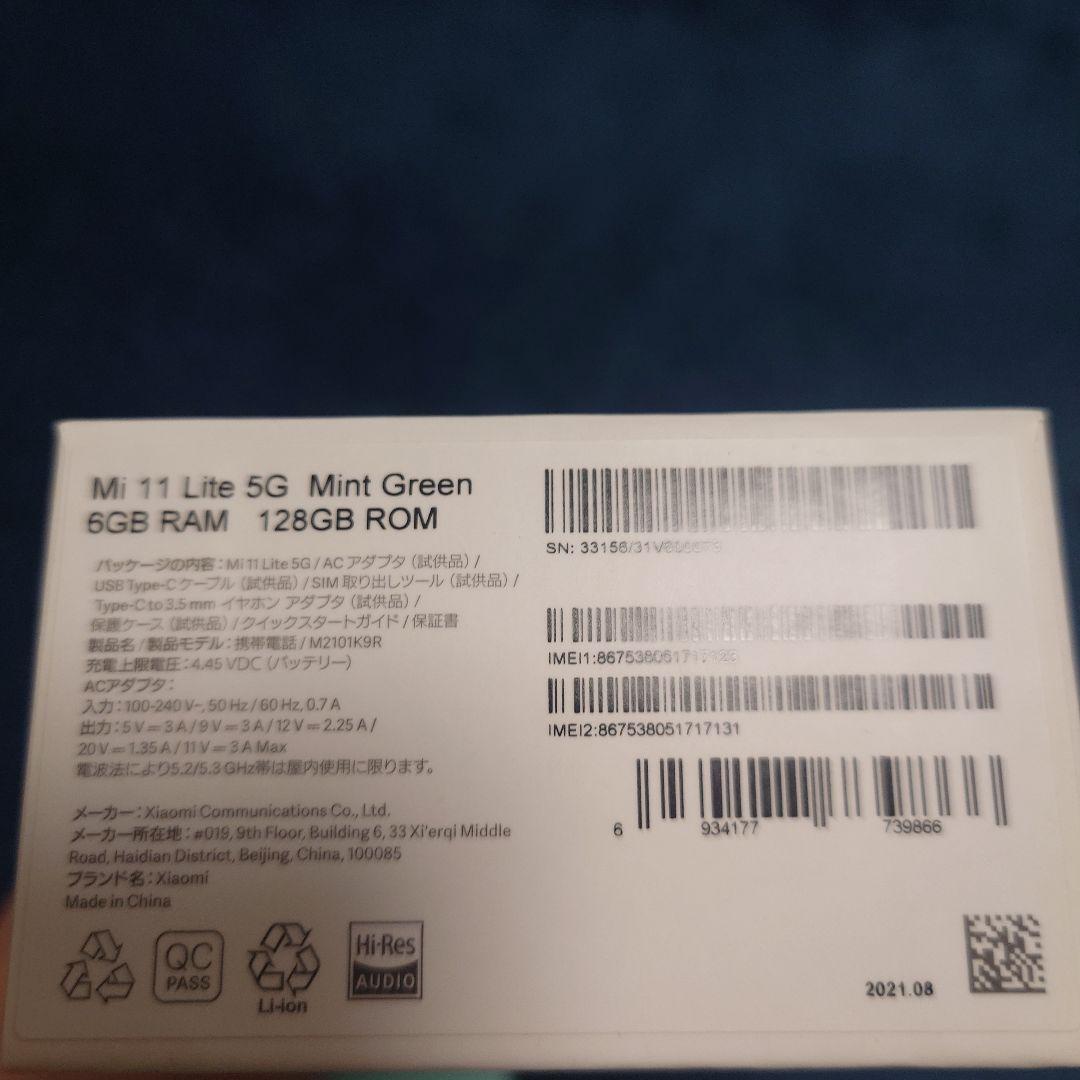 Mi 11 Lite 5G Mint Green
6GB RAM 128GB ROM
パッケージの内容：Mi 11 Lite 5G / AC アダプタ（試供品）/
USB Type-C ケーブル（試供品）/ SIM 取り出しツール（試供品）/
Type-C to 3.5 mm イヤホン アダプタ（試供品）/
保護ケース（試供品）/ クイックスタートガイド / 保証書
製品名 / 製品モデル：携帯電話 / M2101K9R
充電上限電圧：4.45 VDC（バッテリー）
ACアダプタ：
入力：100-240 V~, 50 Hz / 60 Hz, 0.7 A
出力：5 V⎓3 A / 9 V⎓3 A / 12 V⎓2.25 A /
20 V⎓1.35 A / 11 V⎓3 A Max
電波法により5.2/5.3 GHz帯は屋内使用に限ります。
メーカー：Xiaomi Communications Co., Ltd.
メーカー所在地：#019, 9th Floor, Building 6, 33 Xi'erqi Middle
Road, Haidian District, Beijing, China, 100085
ブランド名：Xiaomi
Made in China
QC
PASS
Li-ion
Hi-Res
AUDIO
SN:
IMEI1:
IMEI2:867538051717131
6 934177 739866
2021.08